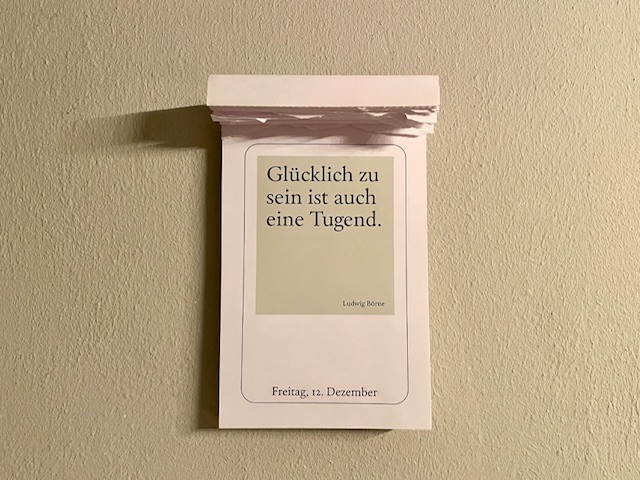 Glücklich zu
sein ist auch
eine Tugend.
Ludwig Börne
Freitag, 12. Dezember